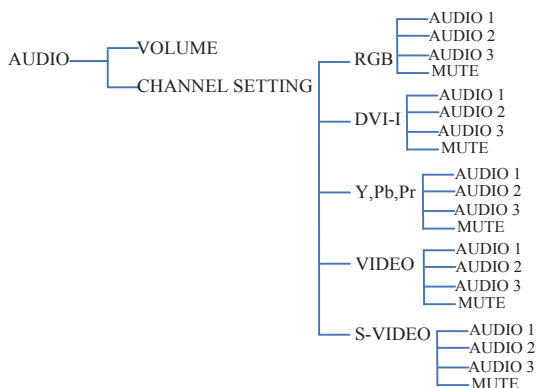 AUDIO
VOLUME
CHANNEL SETTING
RGB
AUDIO 1
AUDIO 2
AUDIO 3
MUTE
DVI-I
AUDIO 1
AUDIO 2
AUDIO 3
MUTE
Y,Pb,Pr
AUDIO 1
AUDIO 2
AUDIO 3
MUTE
VIDEO
AUDIO 1
AUDIO 2
AUDIO 3
MUTE
S-VIDEO
AUDIO 1
AUDIO 2
AUDIO 3
MUTE